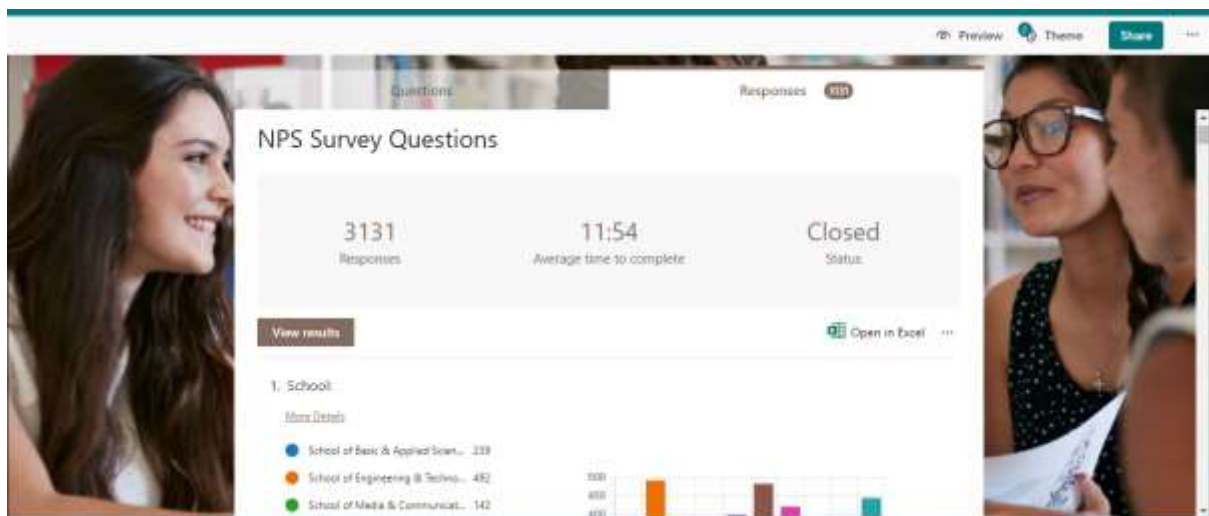 Preview Theme Share ...
Questions Responses 3131
NPS Survey Questions
3131 11:54 Closed
Responses Average time to complete Status
View results Open in Excel ...
1. School:
More Details
School of Basic & Applied Scien... 239
School of Engineering & Techno... 492
School of Media & Communicat... 142
500
400